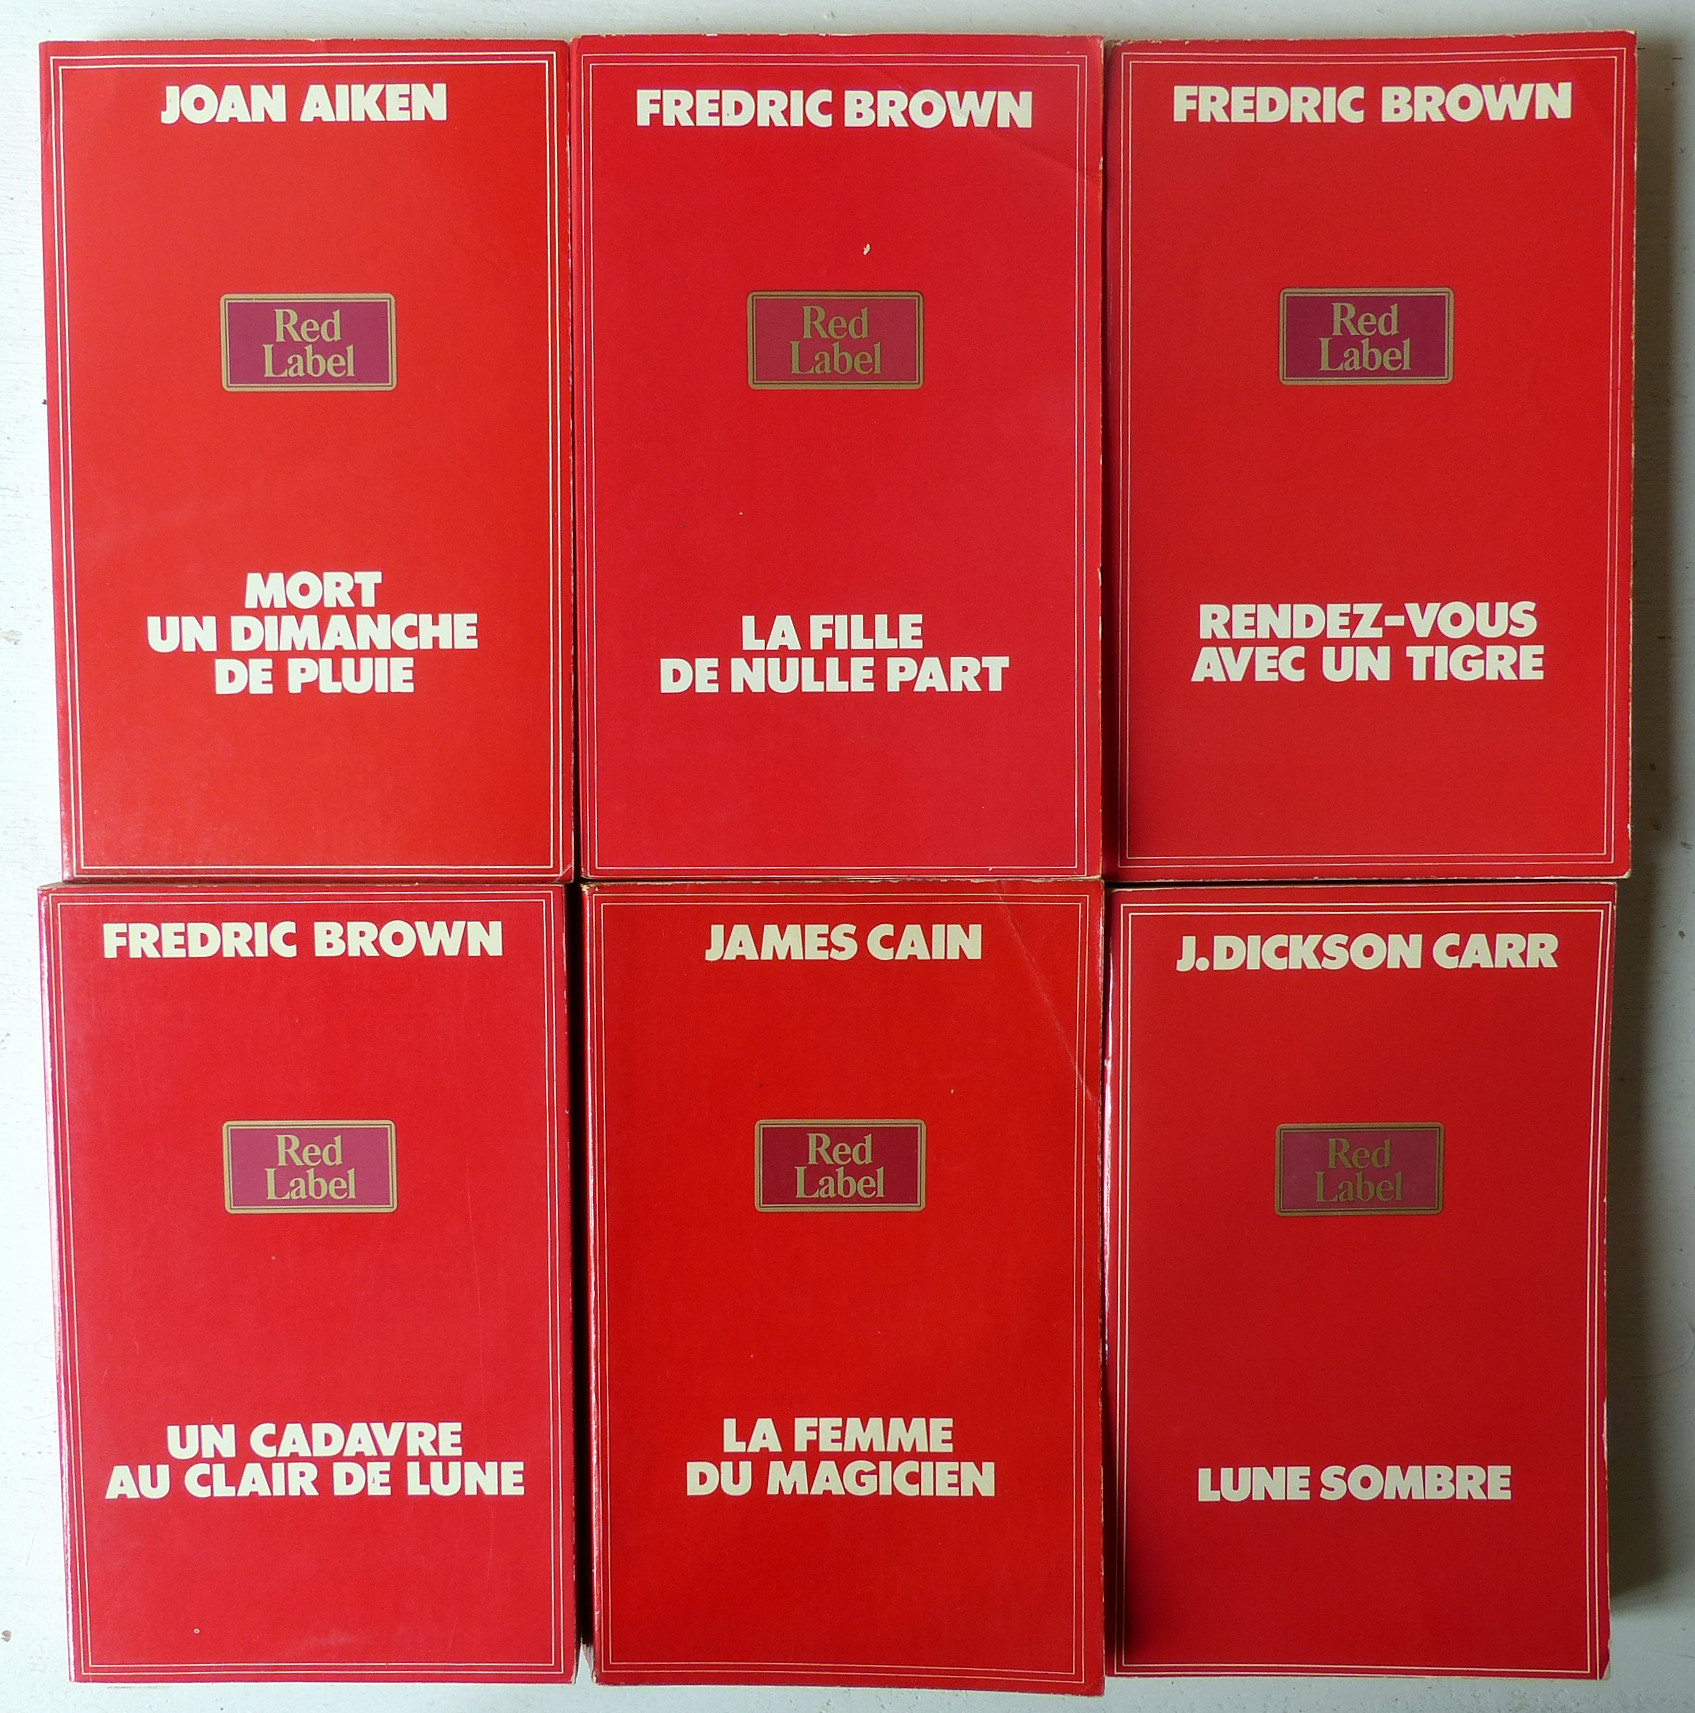 JOAN AIKEN
Red
Label
MORT
UN DIMANCHE
DE PLUIE
FREDRIC BROWN
Red
Label
LA FILLE
DE NULLE PART
FREDRIC BROWN
Red
Label
RENDEZ-VOUS
AVEC UN TIGRE
FREDRIC BROWN
Red
Label
UN CADAVRE
AU CLAIR DE LUNE
JAMES CAIN
Red
Label
LA FEMME
DU MAGICIEN
J. DICKSON CARR
Red
Label
LUNE SOMBRE